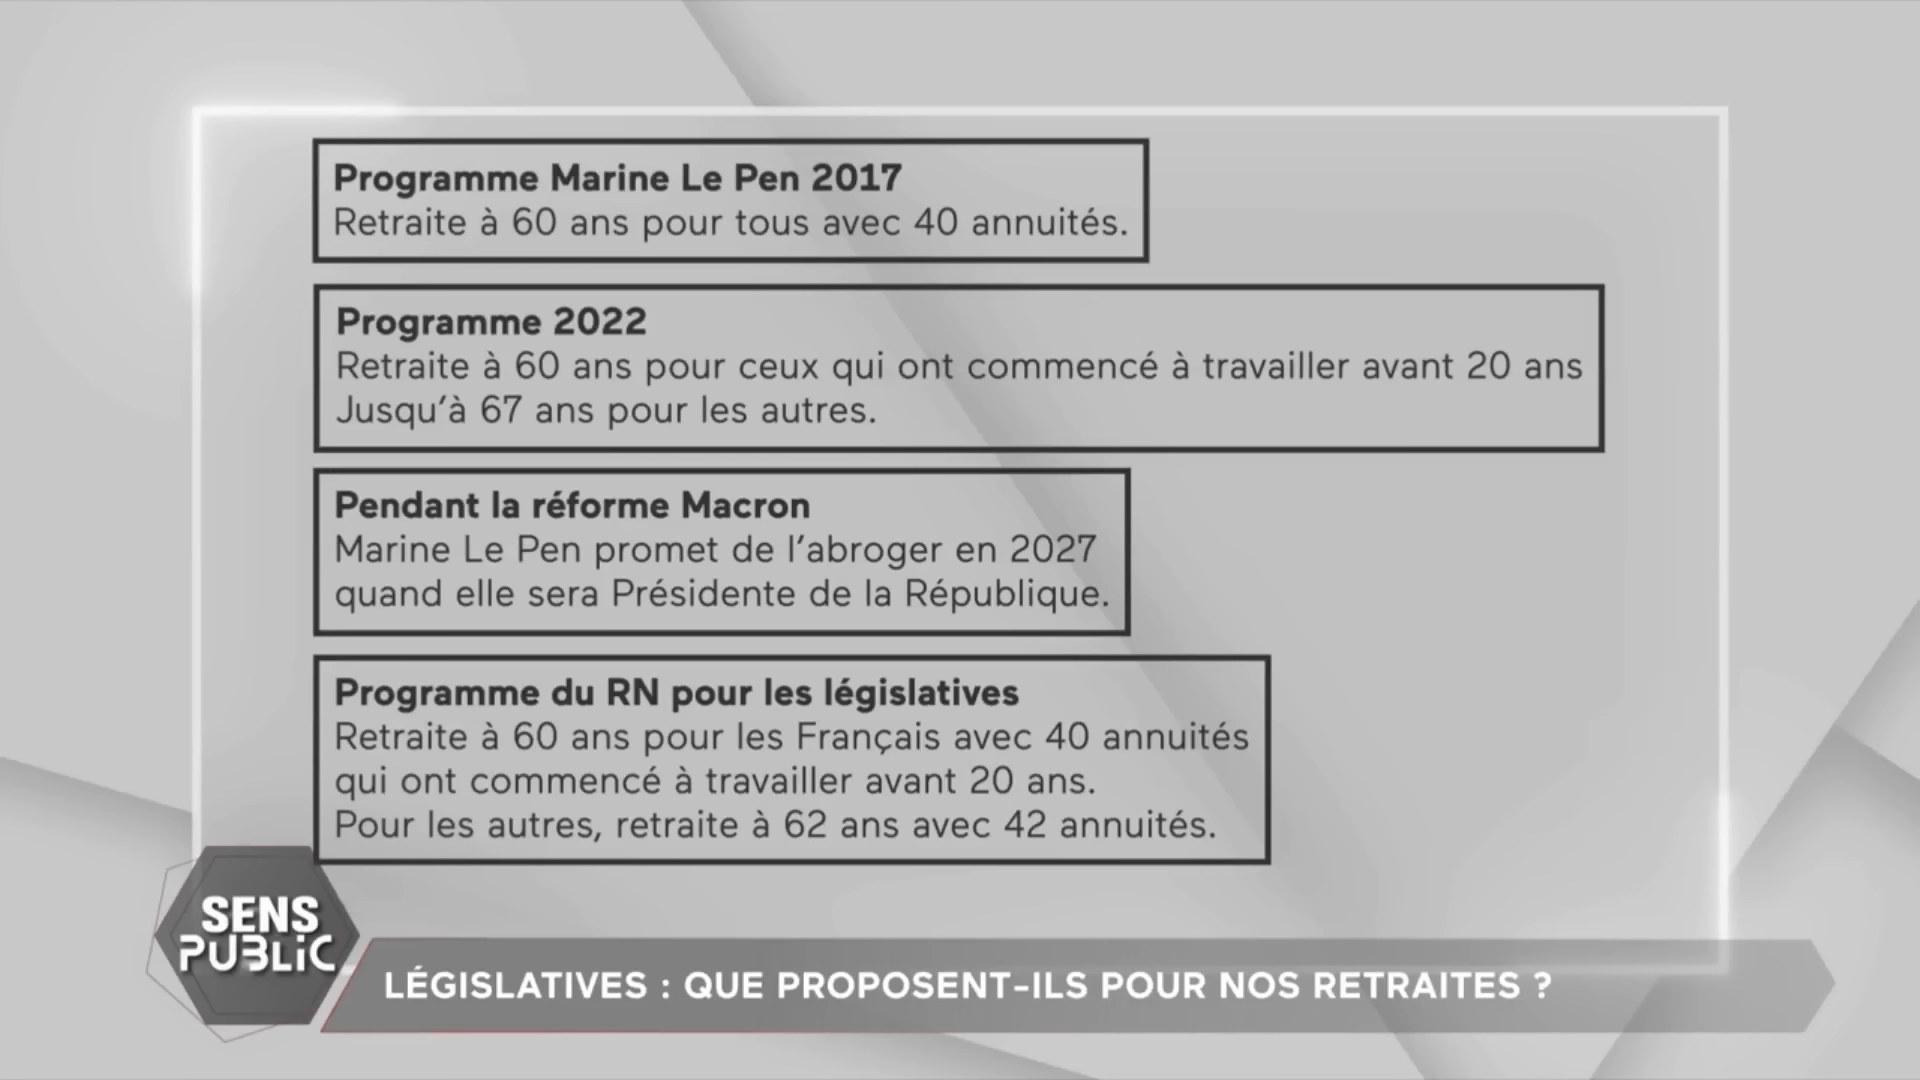 Programme Marine Le Pen 2017
Retraite à 60 ans pour tous avec 40 annuités.
Programme 2022
Retraite à 60 ans pour ceux qui ont commencé à travailler avant 20 ans
Jusqu'à 67 ans pour les autres.
Pendant la réforme Macron
Marine Le Pen promet de l'abroger en 2027
quand elle sera Présidente de la République.
Programme du RN pour les législatives
Retraite à 60 ans pour les Français avec 40 annuités
qui ont commencé à travailler avant 20 ans.
Pour les autres, retraite à 62 ans avec 42 annuités.
SENS
PUBLiC
LÉGISLATIVES : QUE PROPOSENT-ILS POUR NOS RETRAITES ?